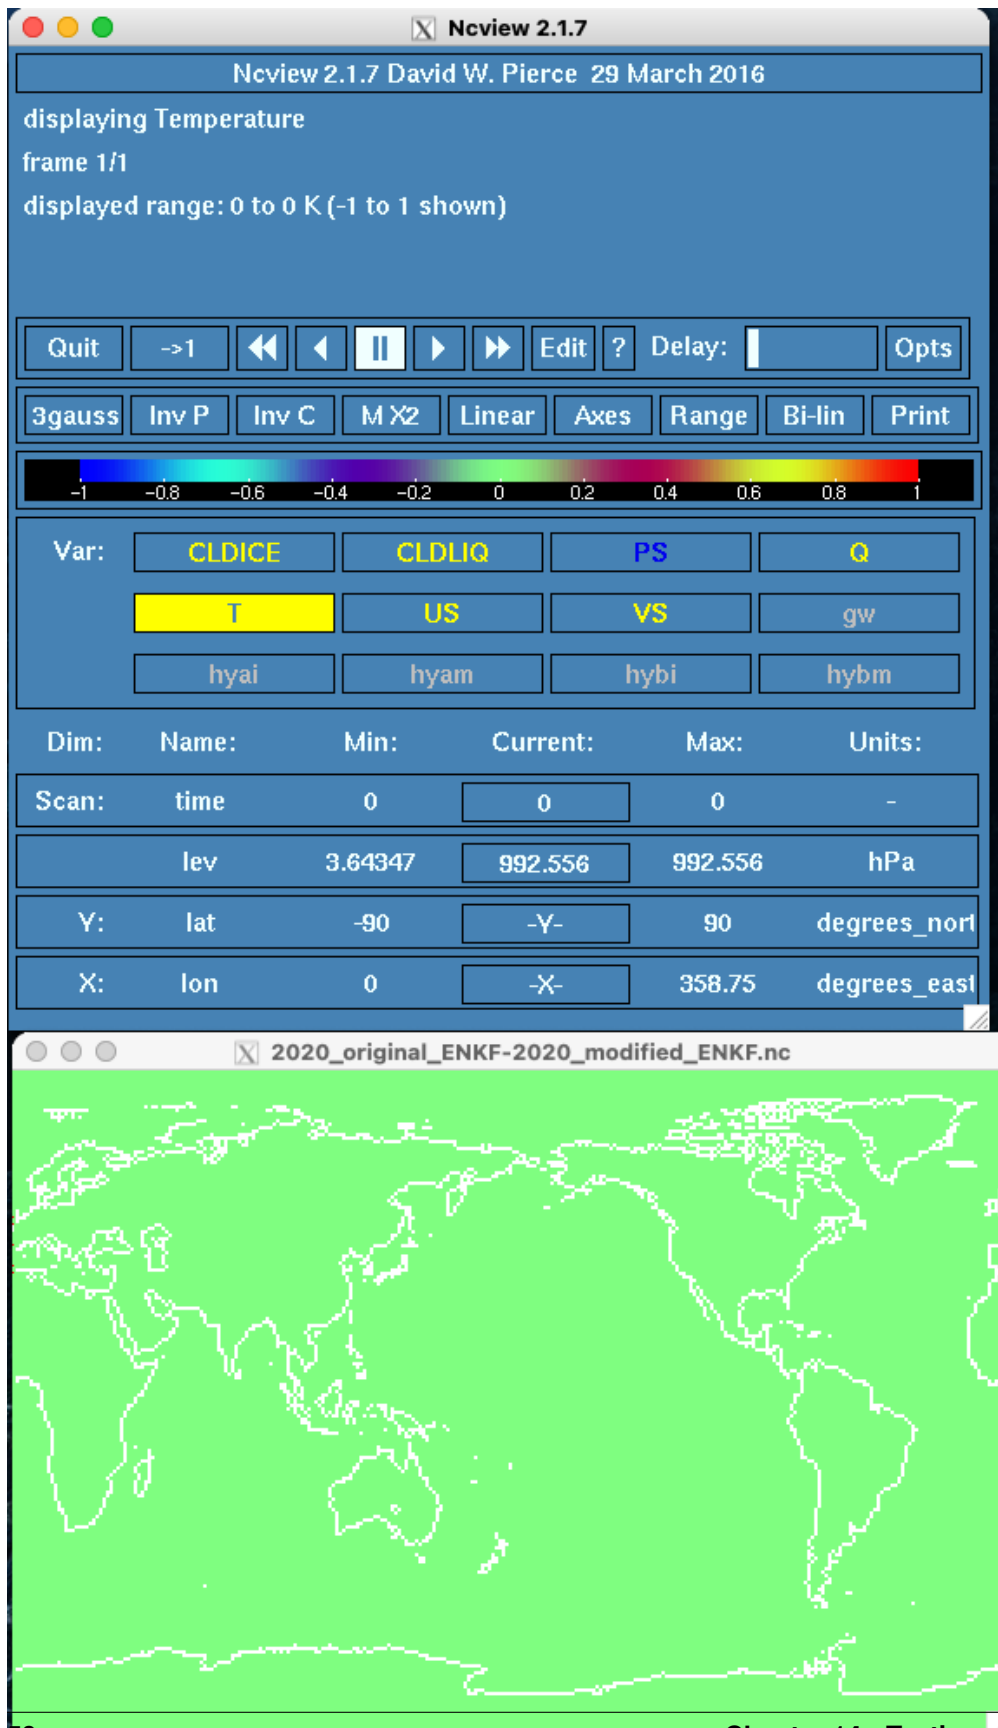 Ncview 2.1.7
Ncview 2.1.7 David W. Pierce 29 March 2016
displaying Temperature
frame 1/1
displayed range: 0 to 0 K (-1 to 1 shown)
Quit ->1 Edit ? Delay: Opts
3gauss Inv P Inv C M X2 Linear Axes Range Bi-lin Print
-1 -0.8 -0.6 -0.4 -0.2 0 0.2 0.4 0.6 0.8 1
Var: CLDICE CLDLIQ PS Q
T US VS gw
hyai hyam hybi hybm
Dim: Name: Min: Current: Max: Units:
Scan: time 0 0 0 -
lev 3.64347 992.556 992.556 hPa
Y: lat -90 -Y- 90 degrees_nort
X: lon 0 -X- 358.75 degrees_east
2020_original_ENKF-2020_modified_ENKF.nc